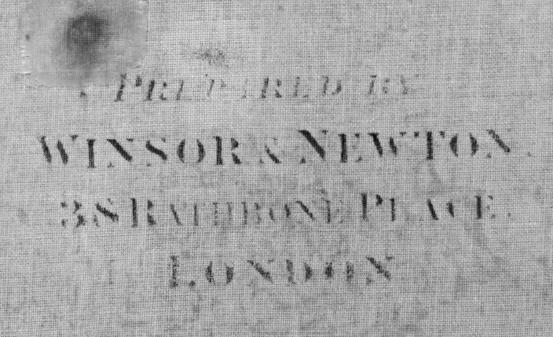 PREPARED BY
WINSOR & NEWTON.
38 RATHBONE PLACE.
LONDON